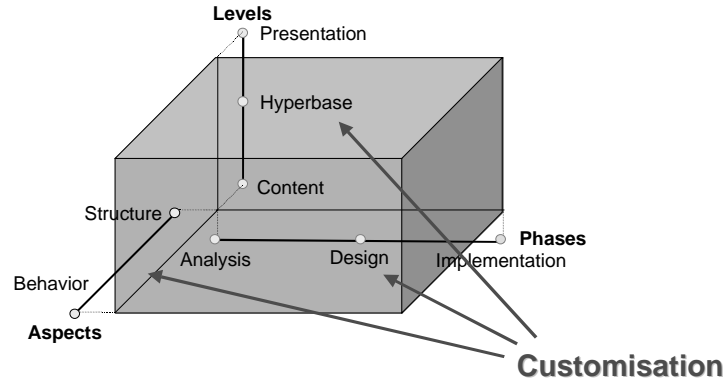 Levels
Presentation
Hyperbase
Content
Structure
Phases
Analysis
Design
Implementation
Behavior
Aspects
Customisation